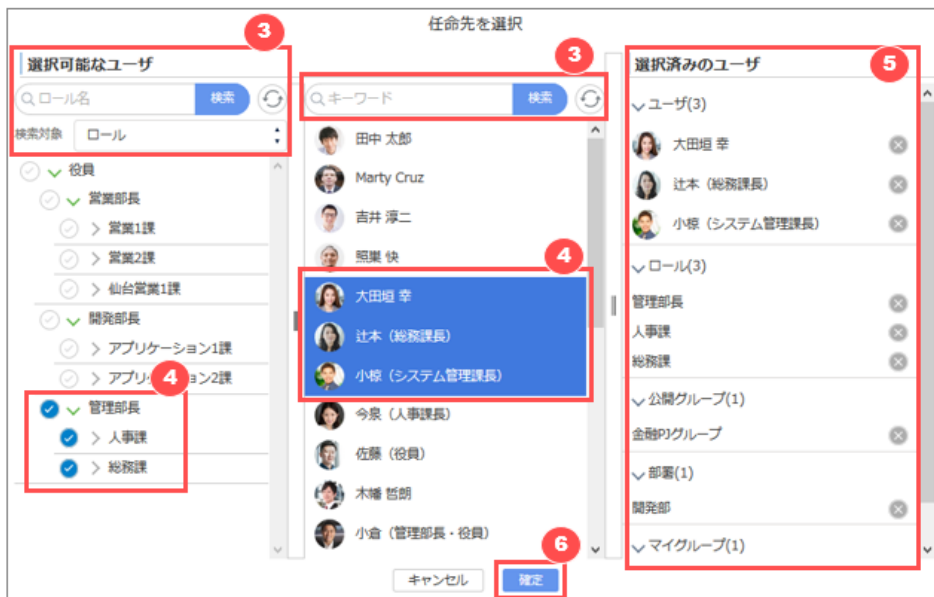 任命先を選択
3
選択可能なユーザ
ロール名
検索
検索対象
ロール
役員
営業部長
営業1課
営業2課
仙台営業1課
開発部長
アプリケーション1課
アプリ
ョン2課
4
管理部長
人事課
総務課
3
キーワード
検索
田中 太郎
Marty Cruz
吉井 淳二
照巣 快
4
大田垣 幸
辻本（総務課長）
小椋（システム管理課長）
今泉（人事課長）
佐藤（役員）
木幡 哲朗
小倉（管理部長・役員）
選択済みのユーザ
5
ユーザ(3)
大田垣 幸
辻本（総務課長）
小椋（システム管理課長）
ロール(3)
管理部長
人事課
総務課
公開グループ(1)
金融PJグループ
部署(1)
開発部
マイグループ(1)
キャンセル
6
確定